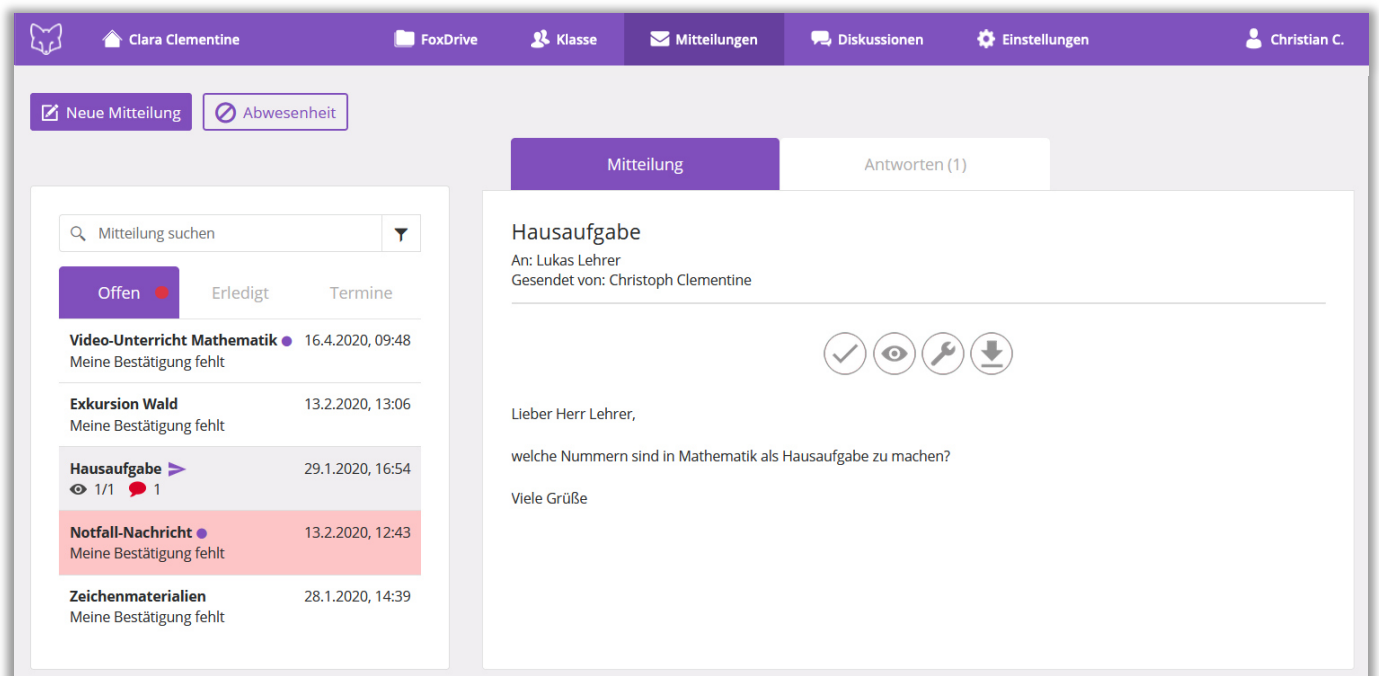 Clara Clementine
FoxDrive
Klasse
Mitteilungen
Diskussionen
Einstellungen
Christian C.
Neue Mitteilung
Abwesenheit
Mitteilung suchen
Offen
Erledigt
Termine
Video-Unterricht Mathematik 16.4.2020, 09:48
Meine Bestätigung fehlt
Exkursion Wald 13.2.2020, 13:06
Meine Bestätigung fehlt
Hausaufgabe 29.1.2020, 16:54
1/1 1
Notfall-Nachricht 13.2.2020, 12:43
Meine Bestätigung fehlt
Zeichenmaterialien 28.1.2020, 14:39
Meine Bestätigung fehlt
Mitteilung
Antworten (1)
Hausaufgabe
An: Lukas Lehrer
Gesendet von: Christoph Clementine
Lieber Herr Lehrer,
welche Nummern sind in Mathematik als Hausaufgabe zu machen?
Viele Grüße